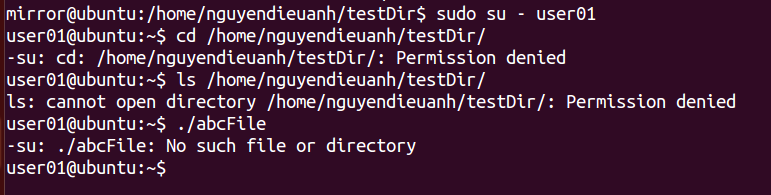 mirror@ubuntu:/home/nguyendieuanh/testDir$ sudo su - user01
user01@ubuntu:~$ cd /home/nguyendieuanh/testDir/
-su: cd: /home/nguyendieuanh/testDir/: Permission denied
user01@ubuntu:~$ ls /home/nguyendieuanh/testDir/
ls: cannot open directory /home/nguyendieuanh/testDir/: Permission denied
user01@ubuntu:~$ ./abcFile
-su: ./abcFile: No such file or directory
user01@ubuntu:~$